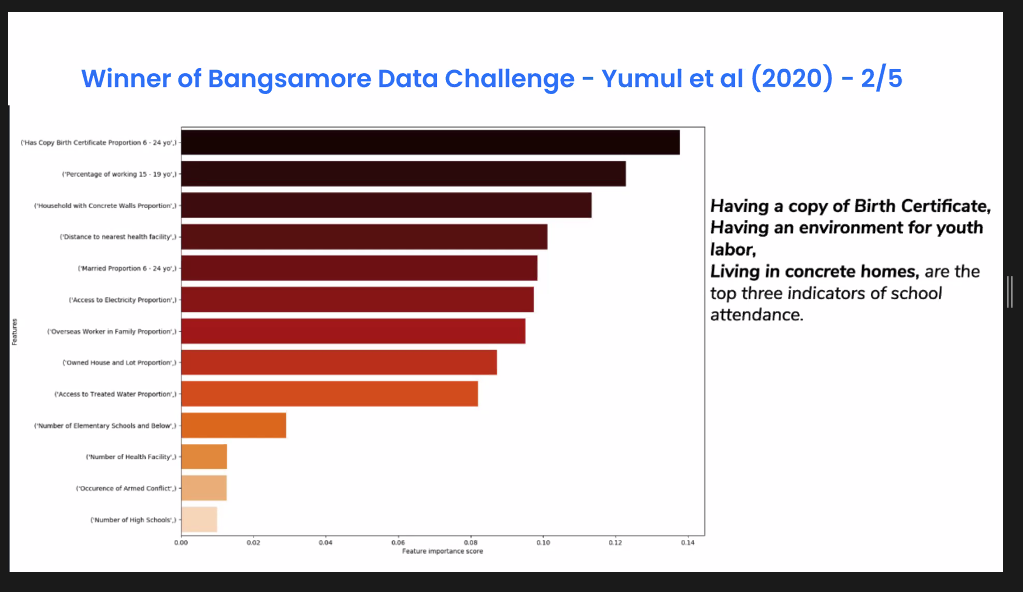 Winner of Bangsamore Data Challenge - Yumul et al (2020) - 2/5
('Has Copy Birth Certificate Proportion 6 - 24 yo',)
('Percentage of working 15 - 19 yo',)
('Household with Concrete Walls Proportion',)
('Distance to nearest health facility',)
('Married Proportion 6 - 24 yo',)
('Access to Electricity Proportion',)
('Overseas Worker in Family Proportion',)
('Owned House and Lot Proportion',)
('Access to Treated Water Proportion',)
('Number of Elementary Schools and Below',)
('Number of Health Facility',)
('Occurence of Armed Conflict',)
('Number of High Schools',)
Features
0.00 0.02 0.04 0.06 0.08 0.10 0.12 0.14
Feature importance score
Having a copy of Birth Certificate,
Having an environment for youth
labor,
Living in concrete homes, are the
top three indicators of school
attendance.